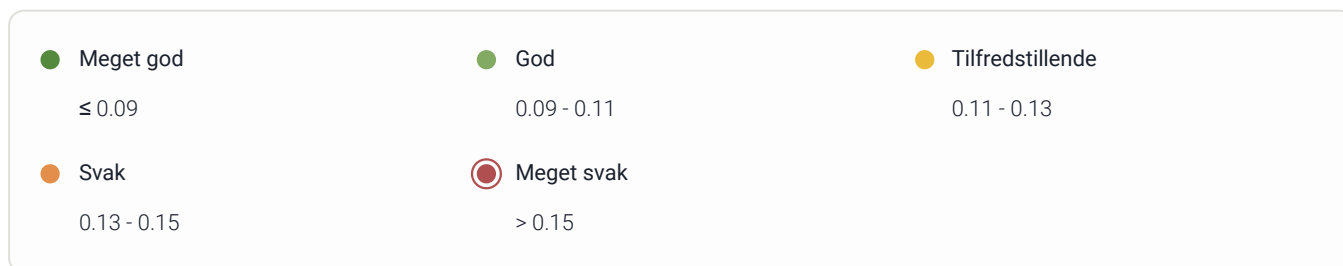 Meget god
≤ 0.09
God
0.09 - 0.11
Tilfredstillende
0.11 - 0.13
Svak
0.13 - 0.15
Meget svak
> 0.15